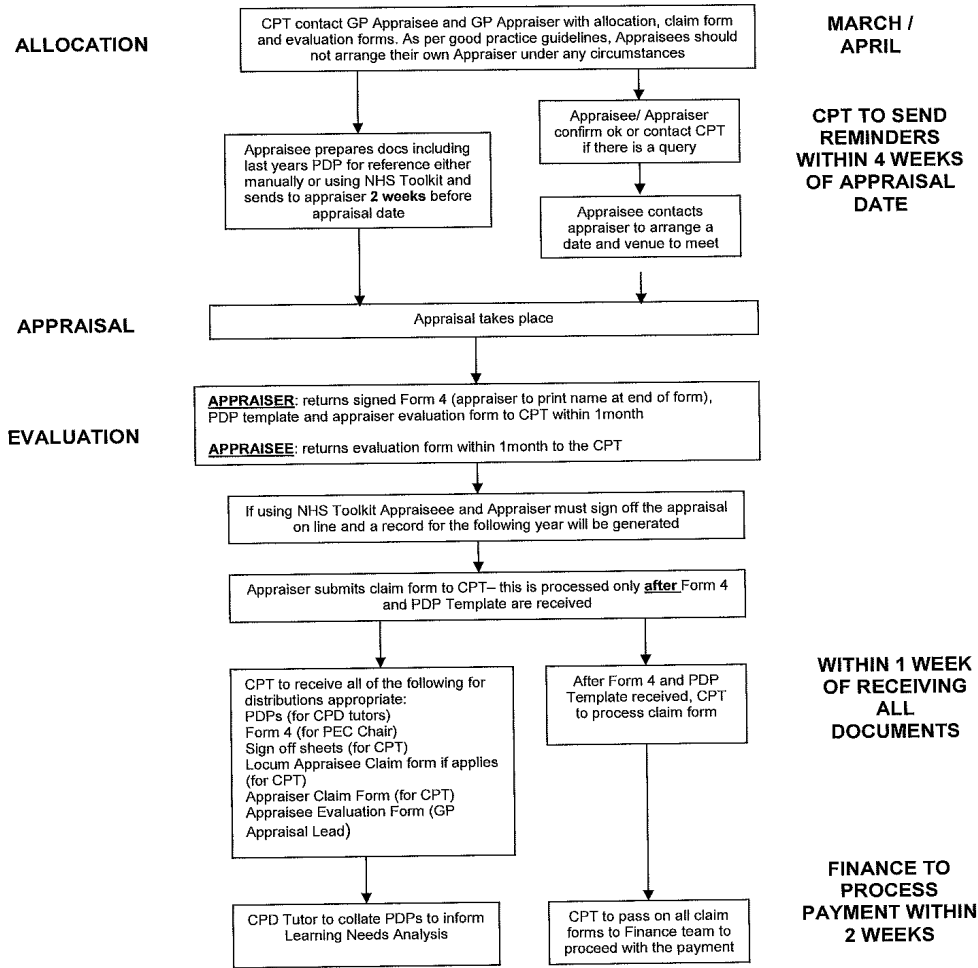 ALLOCATION
CPT contact GP Appraisee and GP Appraiser with allocation, claim form
and evaluation forms. As per good practice guidelines, Appraisees should
not arrange their own Appraiser under any circumstances
MARCH /
APRIL
Appraisee prepares docs including
last years PDP for reference either
manually or using NHS Toolkit and
sends to appraiser 2 weeks before
appraisal date
Appraisee/ Appraiser
confirm ok or contact CPT
if there is a query
Appraisee contacts
appraiser to arrange a
date and venue to meet
CPT TO SEND
REMINDERS
WITHIN 4 WEEKS
OF APPRAISAL
DATE
APPRAISAL
Appraisal takes place
EVALUATION
APPRAISER: returns signed Form 4 (appraiser to print name at end of form),
PDP template and appraiser evaluation form to CPT within 1month
APPRAISEE: returns evaluation form within 1month to the CPT
If using NHS Toolkit Appraiseee and Appraiser must sign off the appraisal
on line and a record for the following year will be generated
Appraiser submits claim form to CPT– this is processed only after Form 4
and PDP Template are received
CPT to receive all of the following for
distributions appropriate:
PDPs (for CPD tutors)
Form 4 (for PEC Chair)
Sign off sheets (for CPT)
Locum Appraisee Claim form if applies
(for CPT)
Appraiser Claim Form (for CPT)
Appraisee Evaluation Form (GP
Appraisal Lead)
After Form 4 and PDP
Template received, CPT
to process claim form
WITHIN 1 WEEK
OF RECEIVING
ALL
DOCUMENTS
CPD Tutor to collate PDPs to inform
Learning Needs Analysis
CPT to pass on all claim
forms to Finance team to
proceed with the payment
FINANCE TO
PROCESS
PAYMENT WITHIN
2 WEEKS